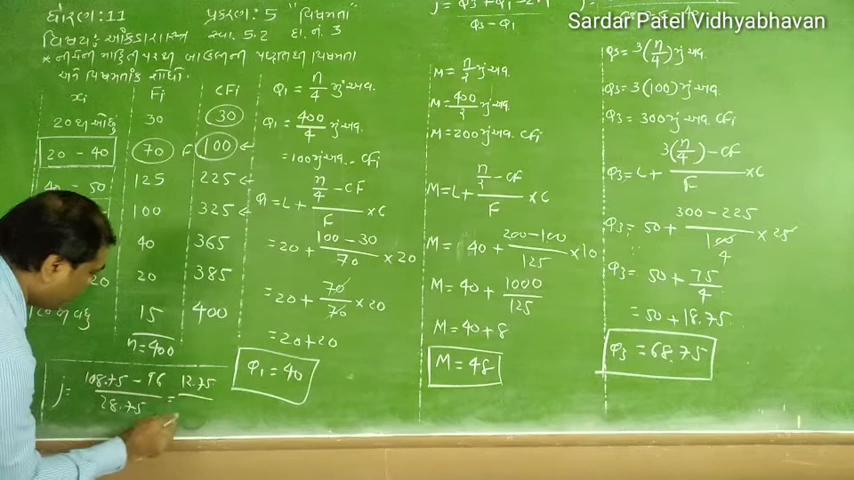 ધોરણ: 11 પ્રકરણ: 5 "વિષમતા"
વિષય: આંકડાશાસ્ત્ર સ્વા. 5.2 દા. નં. 3
* નીચેની માહિતી પરથી બાઉલીની પદ્ધતિથી વિષમતા
અને વિષમતાંક શોધો.
xi Fi CFi
20 થી ઓછું 30 30
20 - 40 70 F 100
40 - 50 125 225
100 325
40 365
20 385
15 400
n=400
j = 108.75 - 96 / 28.75 = 12.75
Q1 = n/4 મું અવ.
Q1 = 400/4 મું અવ.
= 100 મું અવ. CFi
Q1 = L + (n/4 - CF)/F × C
= 20 + (100 - 30)/70 × 20
= 20 + 70/70 × 20
= 20 + 20
Q1 = 40
M = n/2 મું અવ.
M = 400/2 મું અવ.
M = 200 મું અવ. CFi
M = L + (n/2 - CF)/F × C
M = 40 + (200 - 100)/125 × 10
M = 40 + 1000/125
M = 40 + 8
M = 48
Q3 - Q1
Sardar Patel Vidhyabhavan
Q3 = 3(n/4) મું અવ.
Q3 = 3(100) મું અવ.
Q3 = 300 મું અવ. CFi
Q3 = L + (3(n/4) - CF)/F × C
Q3 = 50 + (300 - 225)/100 × 25
4
Q3 = 50 + 75/4
= 50 + 18.75
Q3 = 68.75